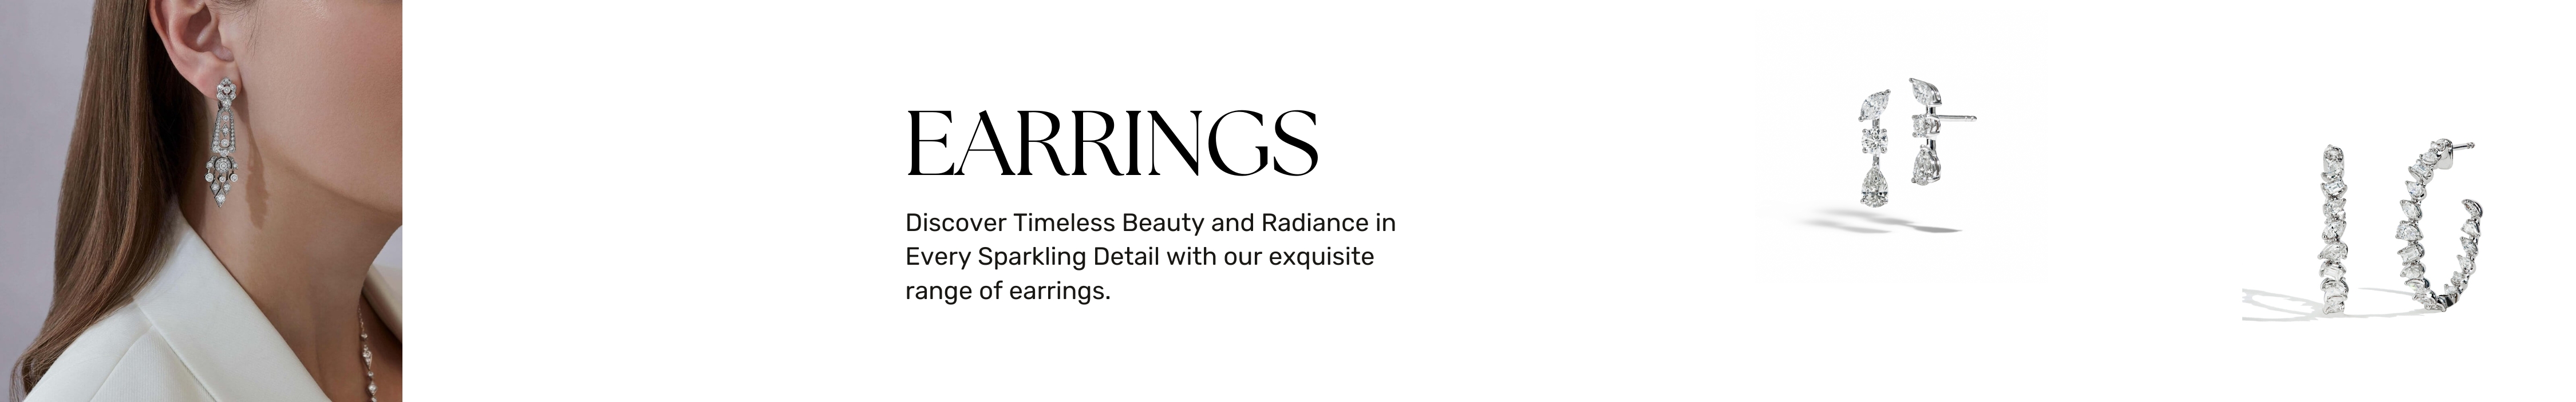 EARRINGS
Discover Timeless Beauty and Radiance in
Every Sparkling Detail with our exquisite
range of earrings.